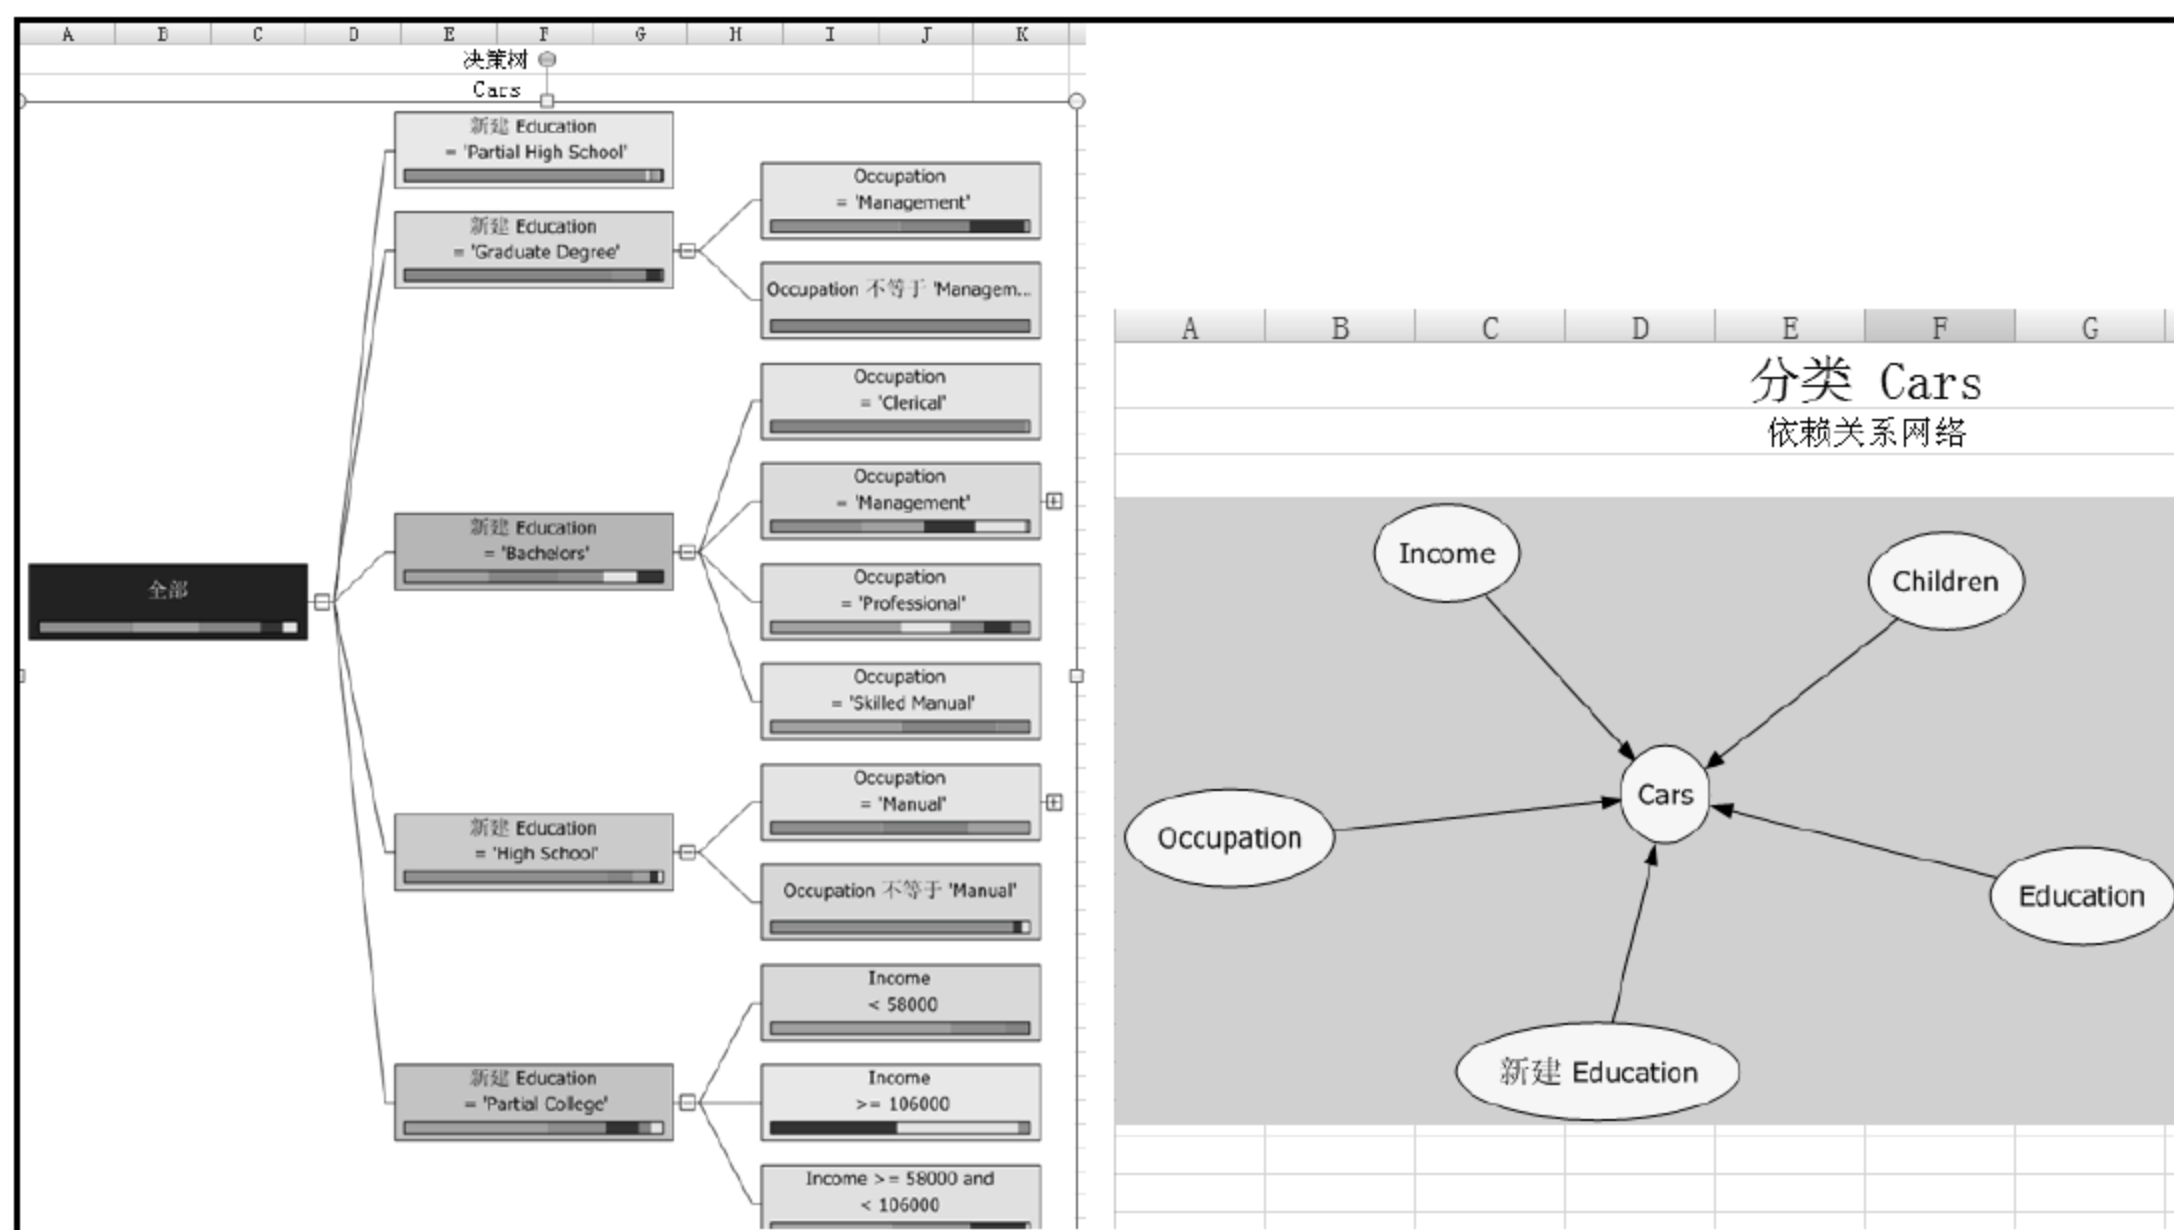 A B C D E F G H I J K
决策树
Cars
新建 Education
= 'Partial High School'
新建 Education
= 'Graduate Degree'
Occupation
= 'Management'
Occupation 不等于 'Managem...
Occupation
= 'Clerical'
新建 Education
= 'Bachelors'
Occupation
= 'Management'
Occupation
= 'Professional'
Occupation
= 'Skilled Manual'
全部
新建 Education
= 'High School'
Occupation
= 'Manual'
Occupation 不等于 'Manual'
新建 Education
= 'Partial College'
Income
< 58000
Income
>= 106000
Income >= 58000 and
< 106000
A B C D E F G
分类 Cars
依赖关系网络
Income
Children
Cars
Occupation
Education
新建 Education